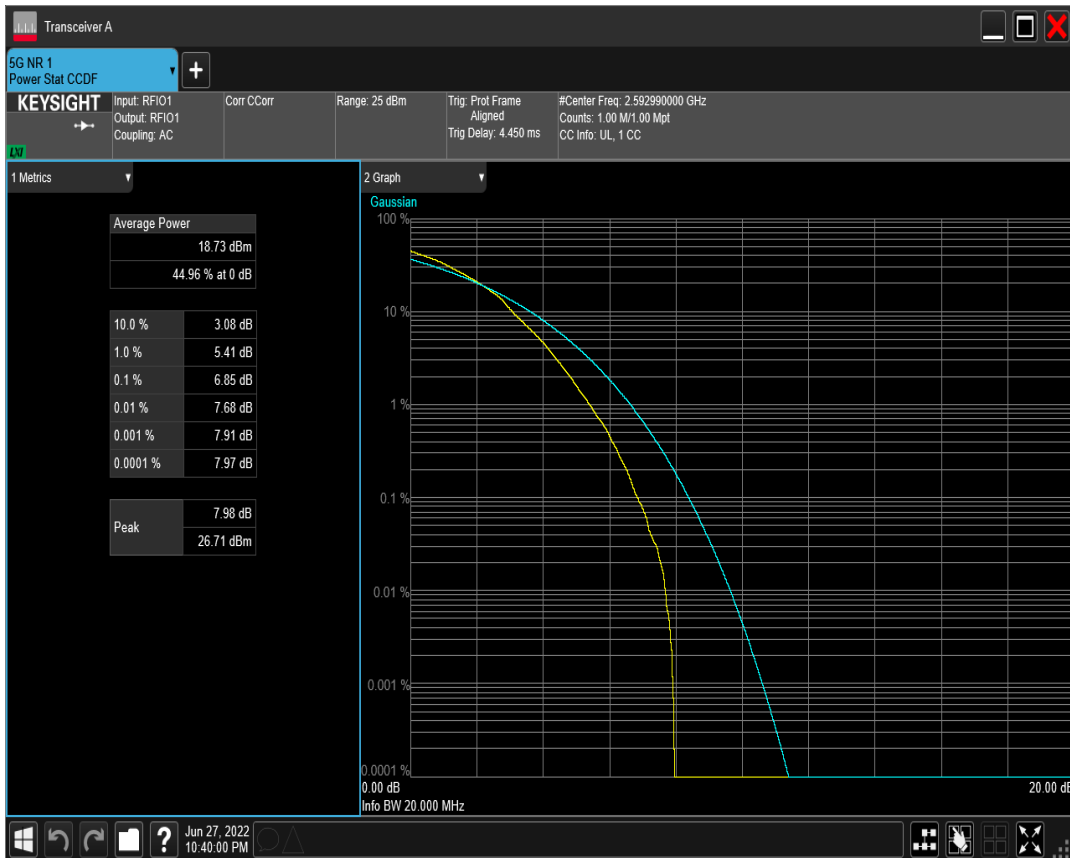 Transceiver A
5G NR 1
Power Stat CCDF
+
KEYSIGHT
LXI
Input: RFIO1
Output: RFIO1
Coupling: AC
Corr CCorr
Range: 25 dBm
Trig: Prot Frame
Aligned
Trig Delay: 4.450 ms
#Center Freq: 2.592990000 GHz
Counts: 1.00 M/1.00 Mpt
CC Info: UL, 1 CC
1 Metrics
Average Power
18.73 dBm
44.96 % at 0 dB
10.0 % 3.08 dB
1.0 % 5.41 dB
0.1 % 6.85 dB
0.01 % 7.68 dB
0.001 % 7.91 dB
0.0001 % 7.97 dB
Peak
7.98 dB
26.71 dBm
2 Graph
Gaussian
100 %
10 %
1 %
0.1 %
0.01 %
0.001 %
0.0001 %
0.00 dB 20.00 dB
Info BW 20.000 MHz
?
Jun 27, 2022
10:40:00 PM